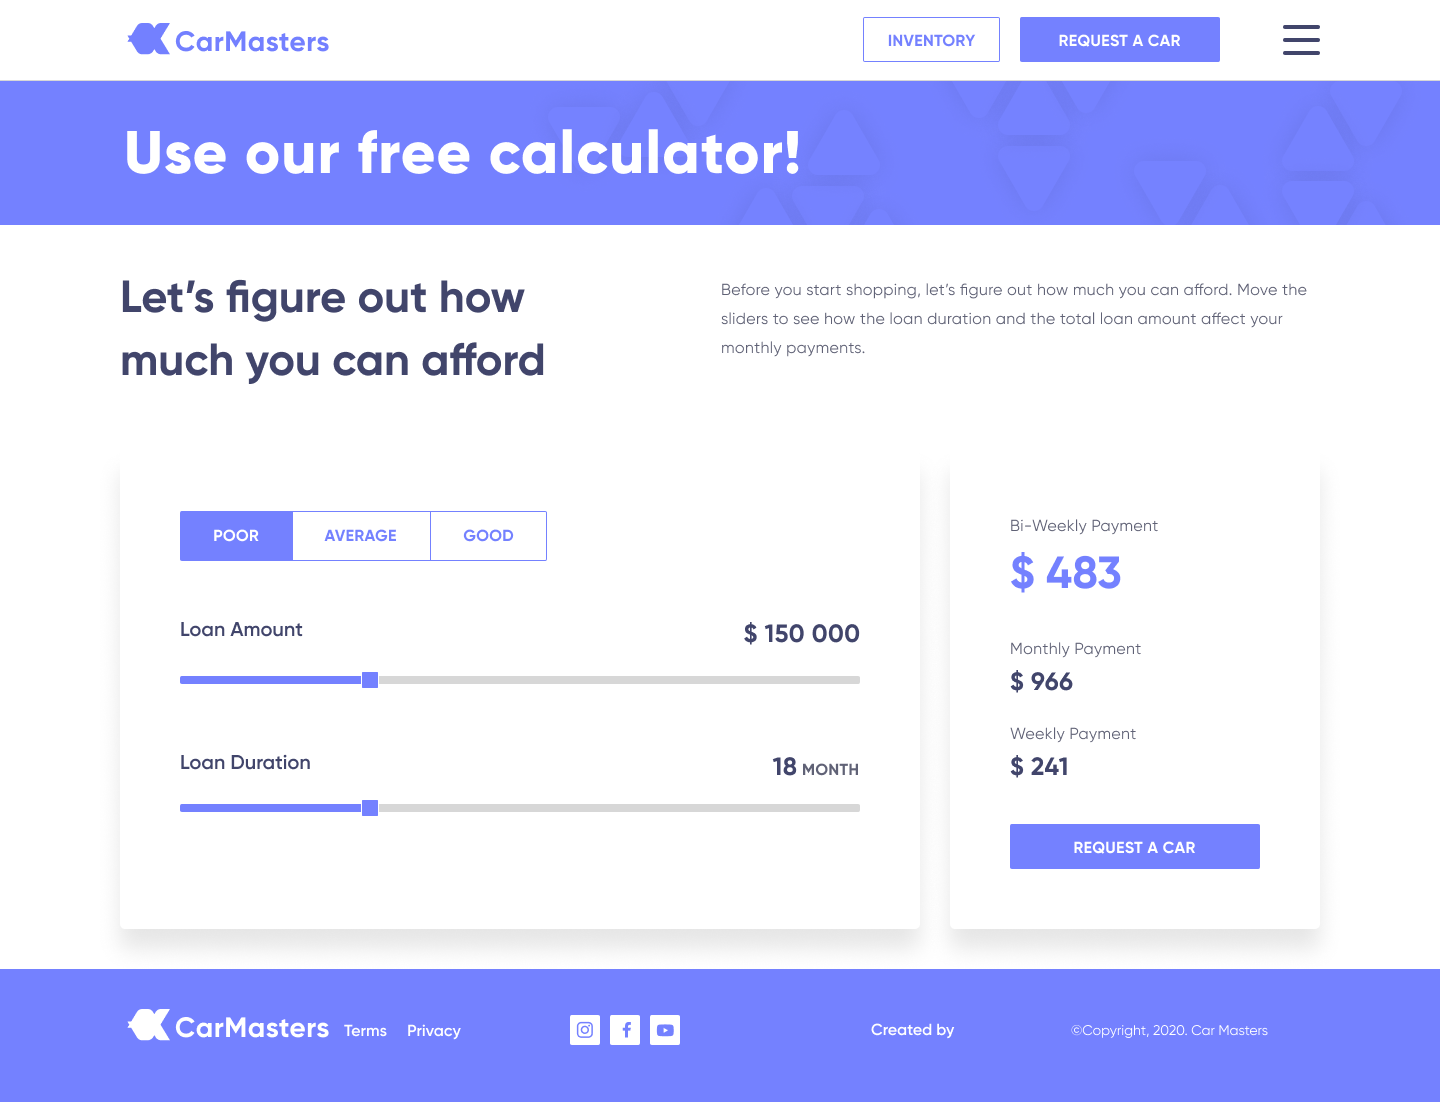 CarMasters
INVENTORY
REQUEST A CAR
Use our free calculator!
Let’s figure out how
much you can afford
Before you start shopping, let’s figure out how much you can afford. Move the
sliders to see how the loan duration and the total loan amount affect your
monthly payments.
POOR
AVERAGE
GOOD
Loan Amount
$ 150 000
Loan Duration
18 MONTH
Bi-Weekly Payment
$ 483
Monthly Payment
$ 966
Weekly Payment
$ 241
REQUEST A CAR
CarMasters
Terms
Privacy
Created by
©Copyright, 2020. Car Masters